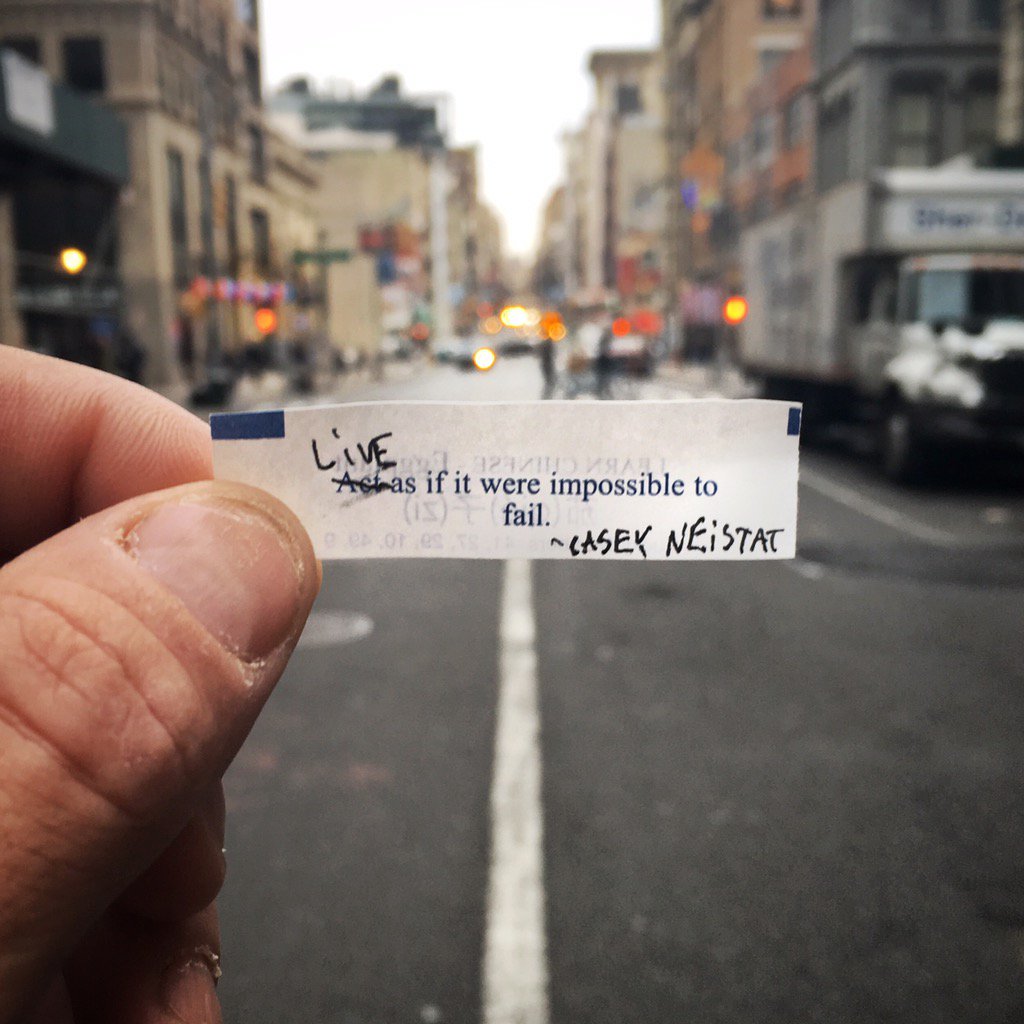 LiVE
Act as if it were impossible to
fail.
~CASEY NEiSTAT